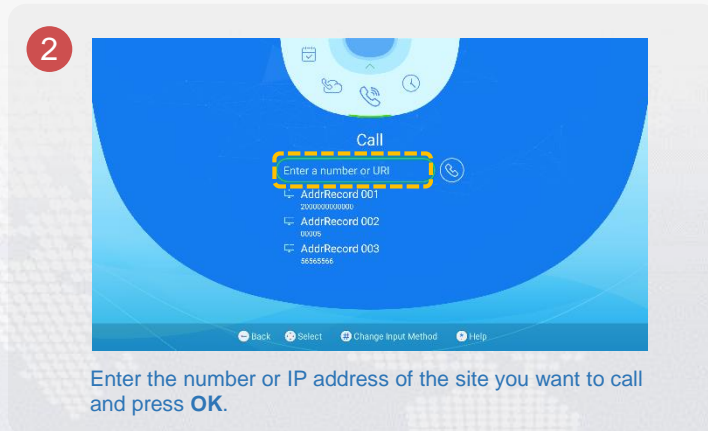 2
Call
Enter a number or URI
AddrRecord 001
2000000000000
AddrRecord 002
00005
AddrRecord 003
56565566
Back Select # Change Input Method * Help
Enter the number or IP address of the site you want to call
and press OK.